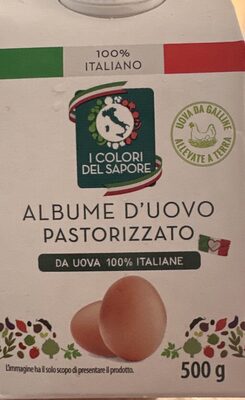 100%
ITALIANO
I COLORI
DEL SAPORE
UOVA DA GALLINE
ALLEVATE A TERRA
ALBUME D'UOVO
PASTORIZZATO
DA UOVA 100% ITALIANE
500 g
L'immagine ha il solo scopo di presentare il prodotto.